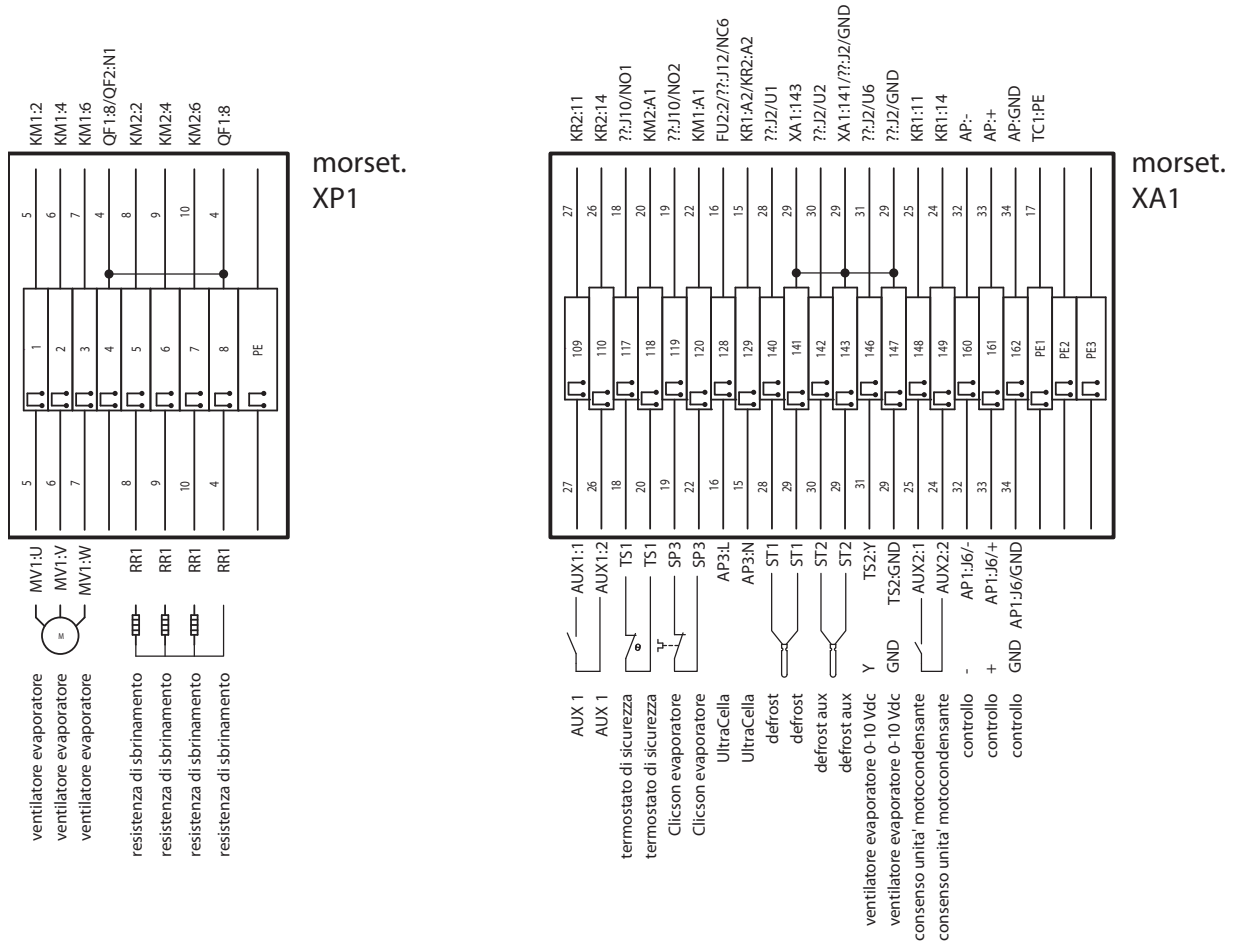 KM1:2
KM1:4
KM1:6
QF1:8/QF2:N1
KM2:2
KM2:4
KM2:6
QF1:8
morset.
XP1
5
6
7
4
8
9
10
4
1
2
3
4
5
6
7
8
PE
5
6
7
8
9
10
4
MV1:U
MV1:V
MV1:W
RR1
RR1
RR1
RR1
M
ventilatore evaporatore
ventilatore evaporatore
ventilatore evaporatore
resistenza di sbrinamento
resistenza di sbrinamento
resistenza di sbrinamento
resistenza di sbrinamento
KR2:11
KR2:14
??:J10/NO1
KM2:A1
??:J10/NO2
KM1:A1
FU2:2/??:J12/NC6
KR1:A2/KR2:A2
??:J2/U1
XA1:143
??:J2/U2
XA1:141/??:J2/GND
??:J2/U6
??:J2/GND
KR1:11
KR1:14
AP:-
AP:+
AP:GND
TC1:PE
morset.
XA1
27
26
18
20
19
22
16
15
28
29
30
29
31
29
25
24
32
33
34
17
109
110
117
118
119
120
128
129
140
141
142
143
146
147
148
149
160
161
162
PE1
PE2
PE3
27
26
18
20
19
22
16
15
28
29
30
29
31
29
25
24
32
33
34
AUX1:1
AUX1:2
TS1
TS1
SP3
SP3
AP3:L
AP3:N
ST1
ST1
ST2
ST2
TS2:Y
TS2:GND
AUX2:1
AUX2:2
AP1:J6/-
AP1:J6/+
AP1:J6/GND
θ
AUX 1
AUX 1
termostato di sicurezza
termostato di sicurezza
Clicson evaporatore
Clicson evaporatore
UltraCella
UltraCella
defrost
defrost
defrost aux
defrost aux
ventilatore evaporatore 0-10 Vdc Y
ventilatore evaporatore 0-10 Vdc GND
consenso unita' motocondensante
consenso unita' motocondensante
controllo -
controllo +
controllo GND